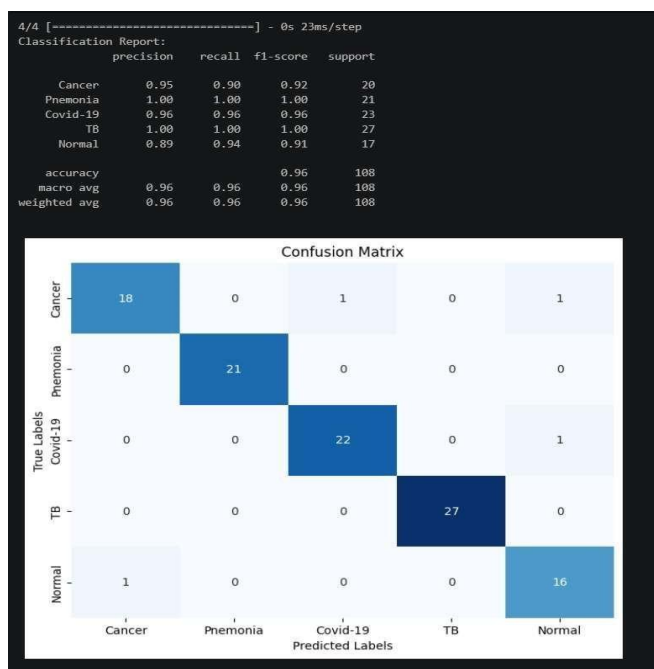 4/4 [==============================] - 0s 23ms/step
Classification Report:
precision recall f1-score support
Cancer 0.95 0.90 0.92 20
Pnemonia 1.00 1.00 1.00 21
Covid-19 0.96 0.96 0.96 23
TB 1.00 1.00 1.00 27
Normal 0.89 0.94 0.91 17
accuracy 0.96 108
macro avg 0.96 0.96 0.96 108
weighted avg 0.96 0.96 0.96 108
Confusion Matrix
True Labels
Cancer 18 0 1 0 1
Pnemonia 0 21 0 0 0
Covid-19 0 0 22 0 1
TB 0 0 0 27 0
Normal 1 0 0 0 16
Cancer Pnemonia Covid-19 TB Normal
Predicted Labels